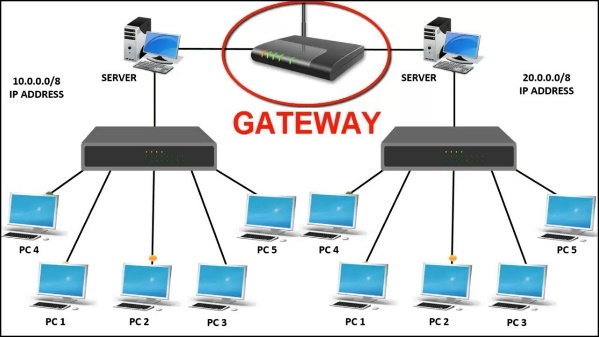 GATEWAY
10.0.0.0/8
IP ADDRESS
SERVER
SERVER
20.0.0.0/8
IP ADDRESS
PC 4
PC 5
PC 4
PC 5
PC 1
PC 2
PC 3
PC 1
PC 2
PC 3